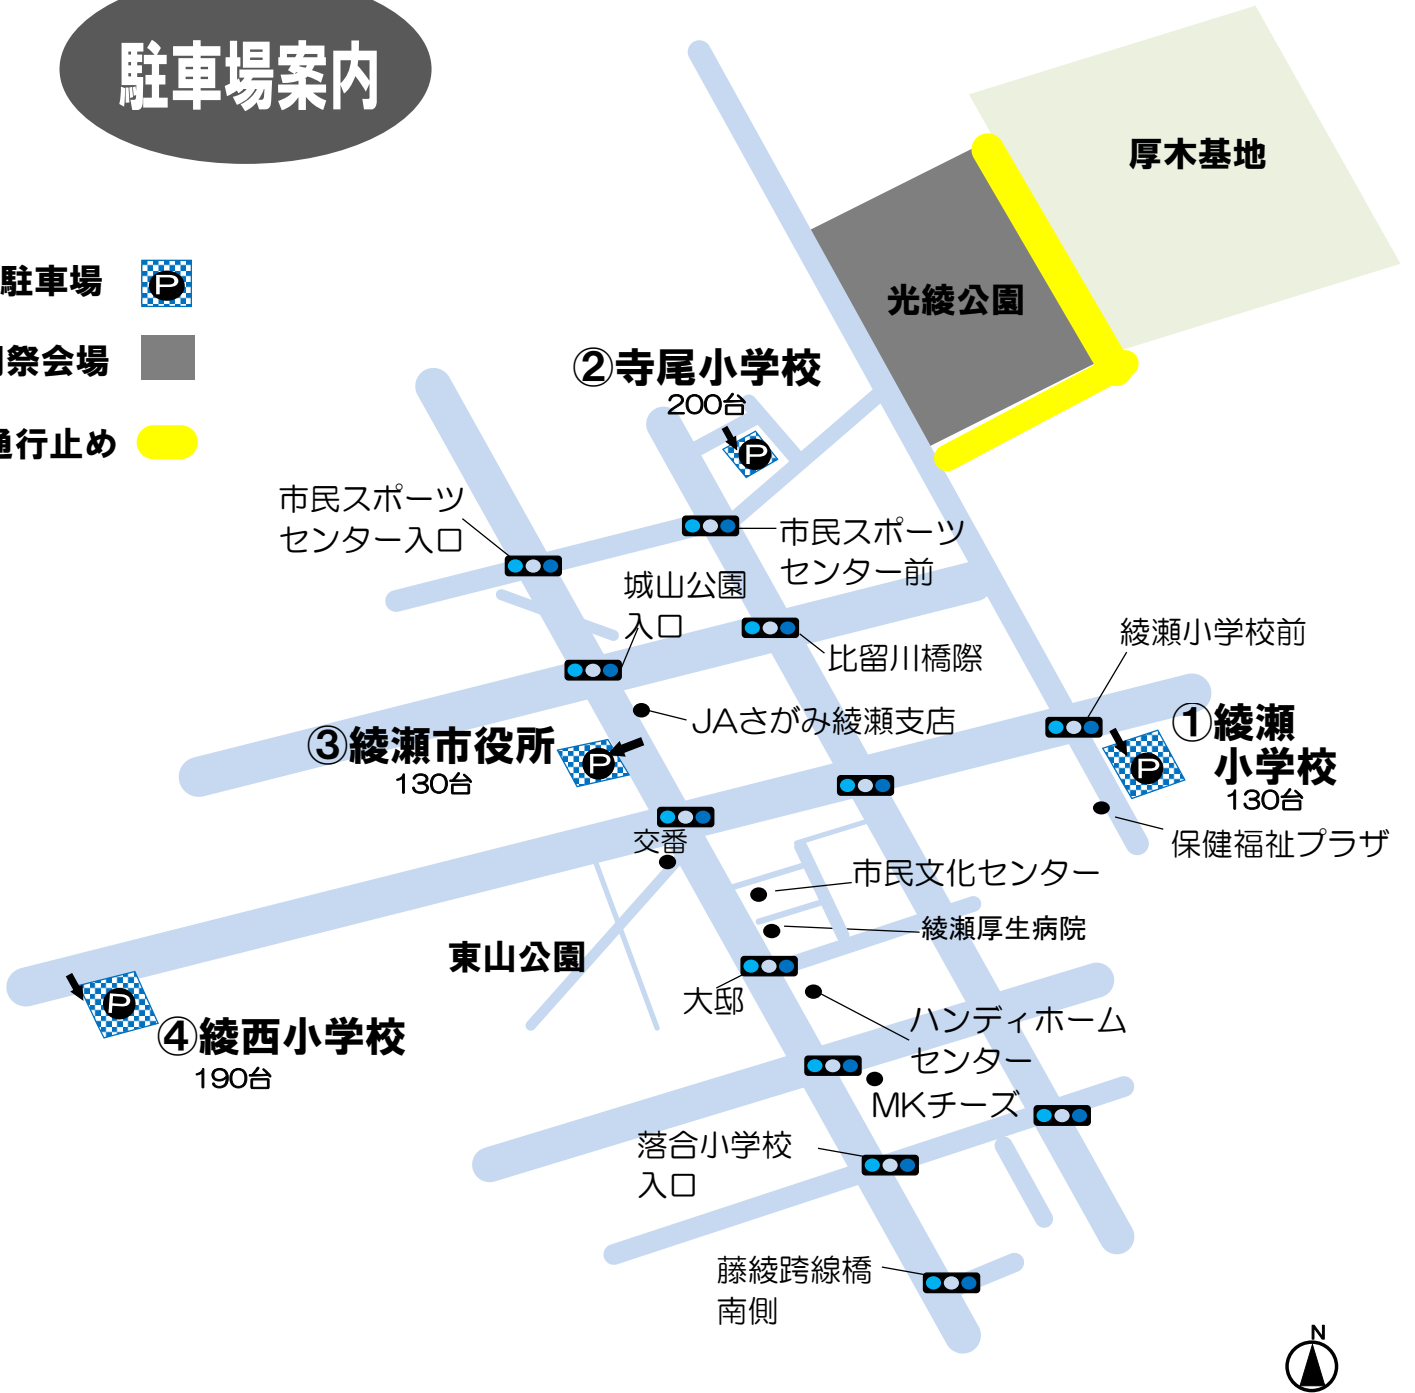 駐車場案内
厚木基地
駐車場
P
光綾公園
祭会場
②寺尾小学校
200台
通行止め
P
市民スポーツ
センター入口
市民スポーツ
センター前
城山公園
入口
比留川橋際
綾瀬小学校前
JAさがみ綾瀬支店
①綾瀬
小学校
130台
P
③綾瀬市役所
130台
P
交番
保健福祉プラザ
市民文化センター
綾瀬厚生病院
東山公園
大邸
P
④綾西小学校
190台
ハンディホーム
センター
MKチーズ
落合小学校
入口
藤綾跨線橋
南側
N